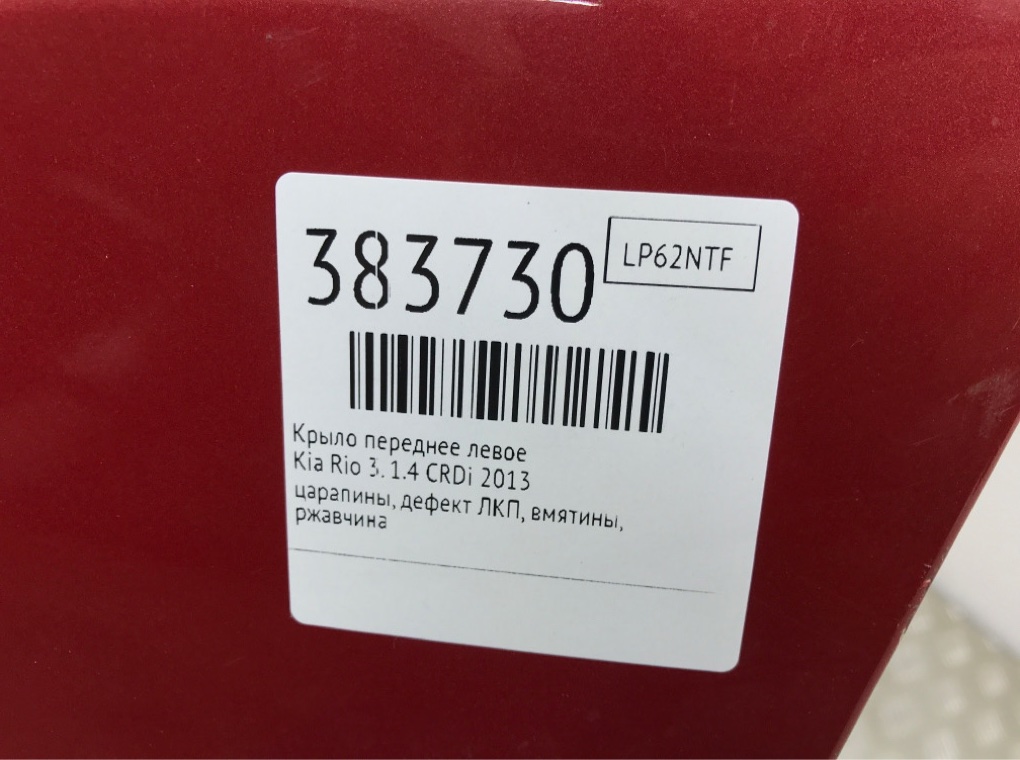 383730
LP62NTF
Крыло переднее левое
Kia Rio 3. 1.4 CRDi 2013
царапины, дефект ЛКП, вмятины,
ржавчина